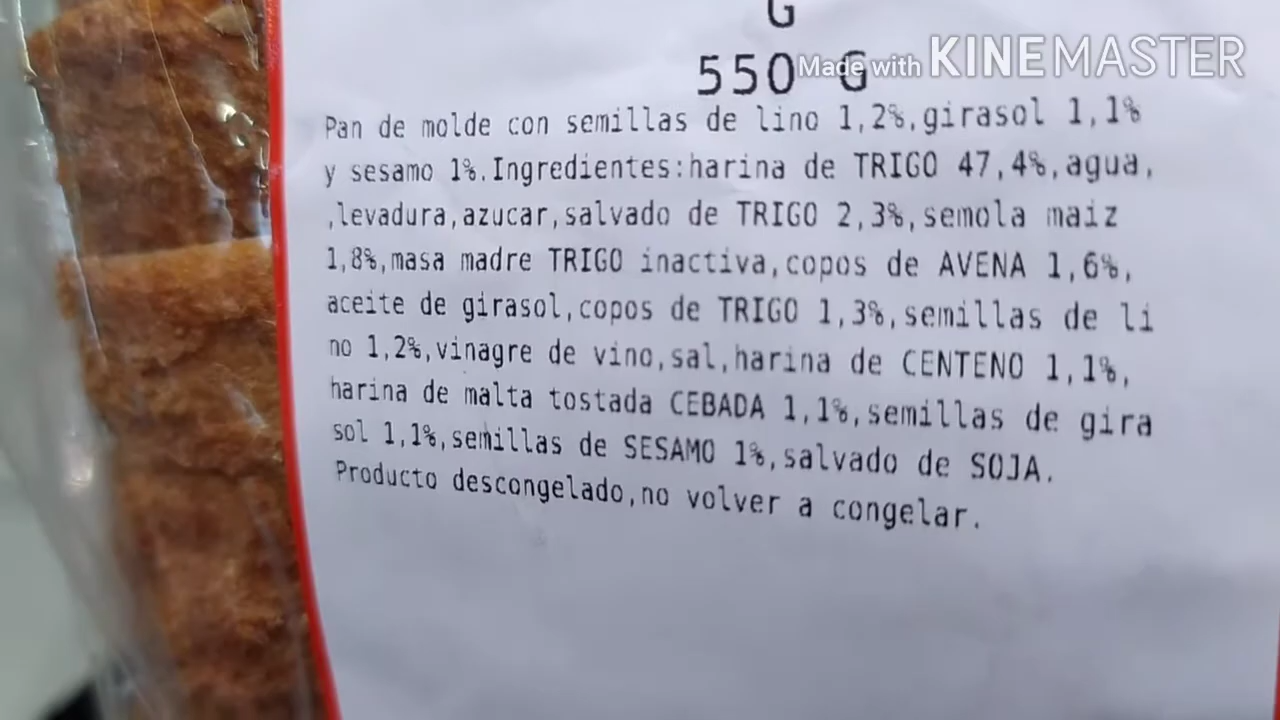 G
550 G
Made with KINEMASTER
Pan de molde con semillas de lino 1,2%,girasol 1,1%
y sesamo 1%.Ingredientes:harina de TRIGO 47,4%,agua,
,levadura,azucar,salvado de TRIGO 2,3%,semola maiz
1,8%,masa madre TRIGO inactiva,copos de AVENA 1,6%,
aceite de girasol,copos de TRIGO 1,3%,semillas de li
no 1,2%,vinagre de vino,sal,harina de CENTENO 1,1%,
harina de malta tostada CEBADA 1,1%,semillas de gira
sol 1,1%,semillas de SESAMO 1%,salvado de SOJA.
Producto descongelado,no volver a congelar.